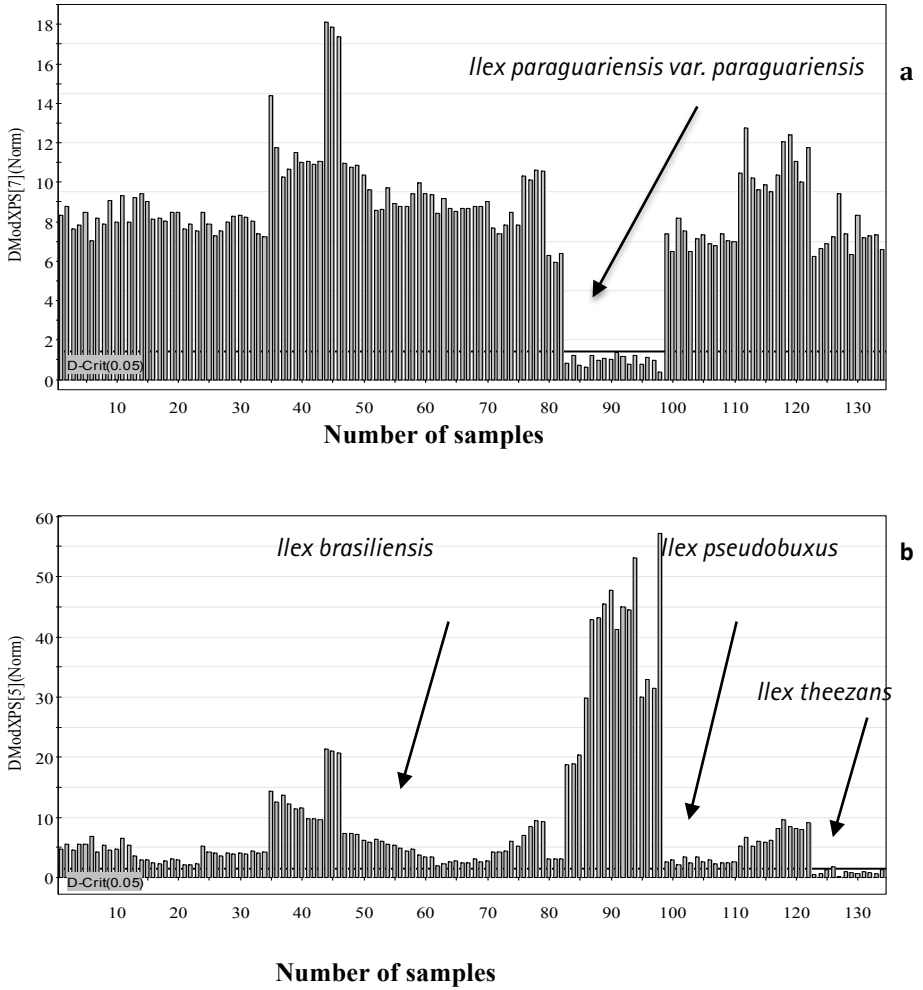 18
16
14
12
10
8
6
4
2
0
DModXPS[7](Norm)
Ilex paraguariensis var. paraguariensis
a
D-Crit(0.05)
10 20 30 40 50 60 70 80 90 100 110 120 130
Number of samples
60
50
40
30
20
10
0
DModXPS[5](Norm)
Ilex brasiliensis
Ilex pseudobuxus
b
Ilex theezans
D-Crit(0.05)
10 20 30 40 50 60 70 80 90 100 110 120 130
Number of samples